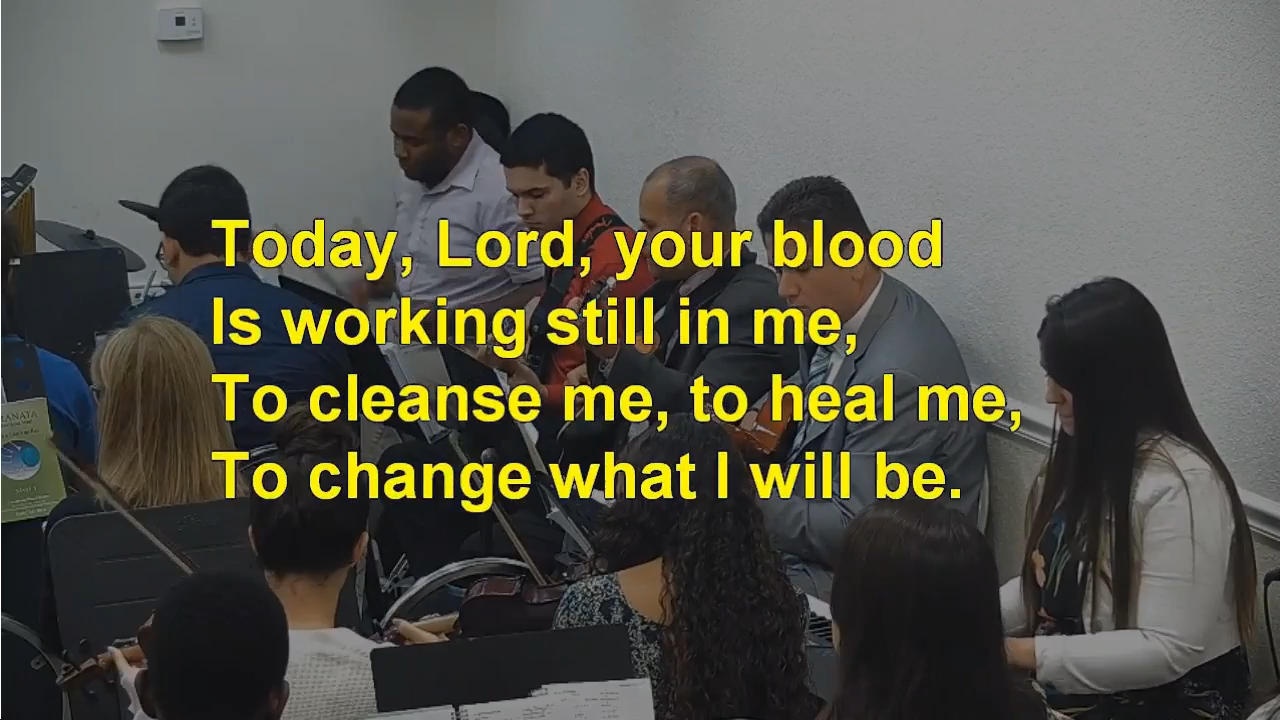 Today, Lord, your blood
Is working still in me,
To cleanse me, to heal me,
To change what I will be.